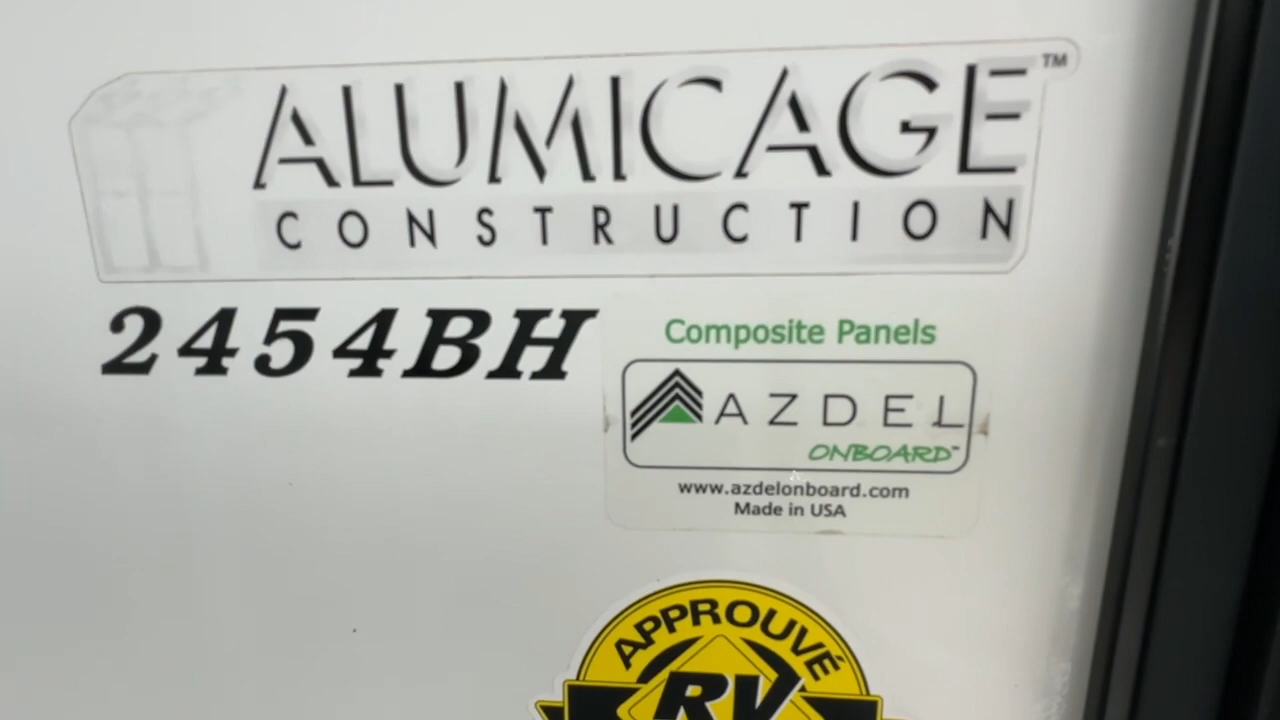 ALUMICAGE™
CONSTRUCTION
2454BH
Composite Panels
AZDEL
ONBOARD™
www.azdelonboard.com
Made in USA
APPROUVÉ
RV